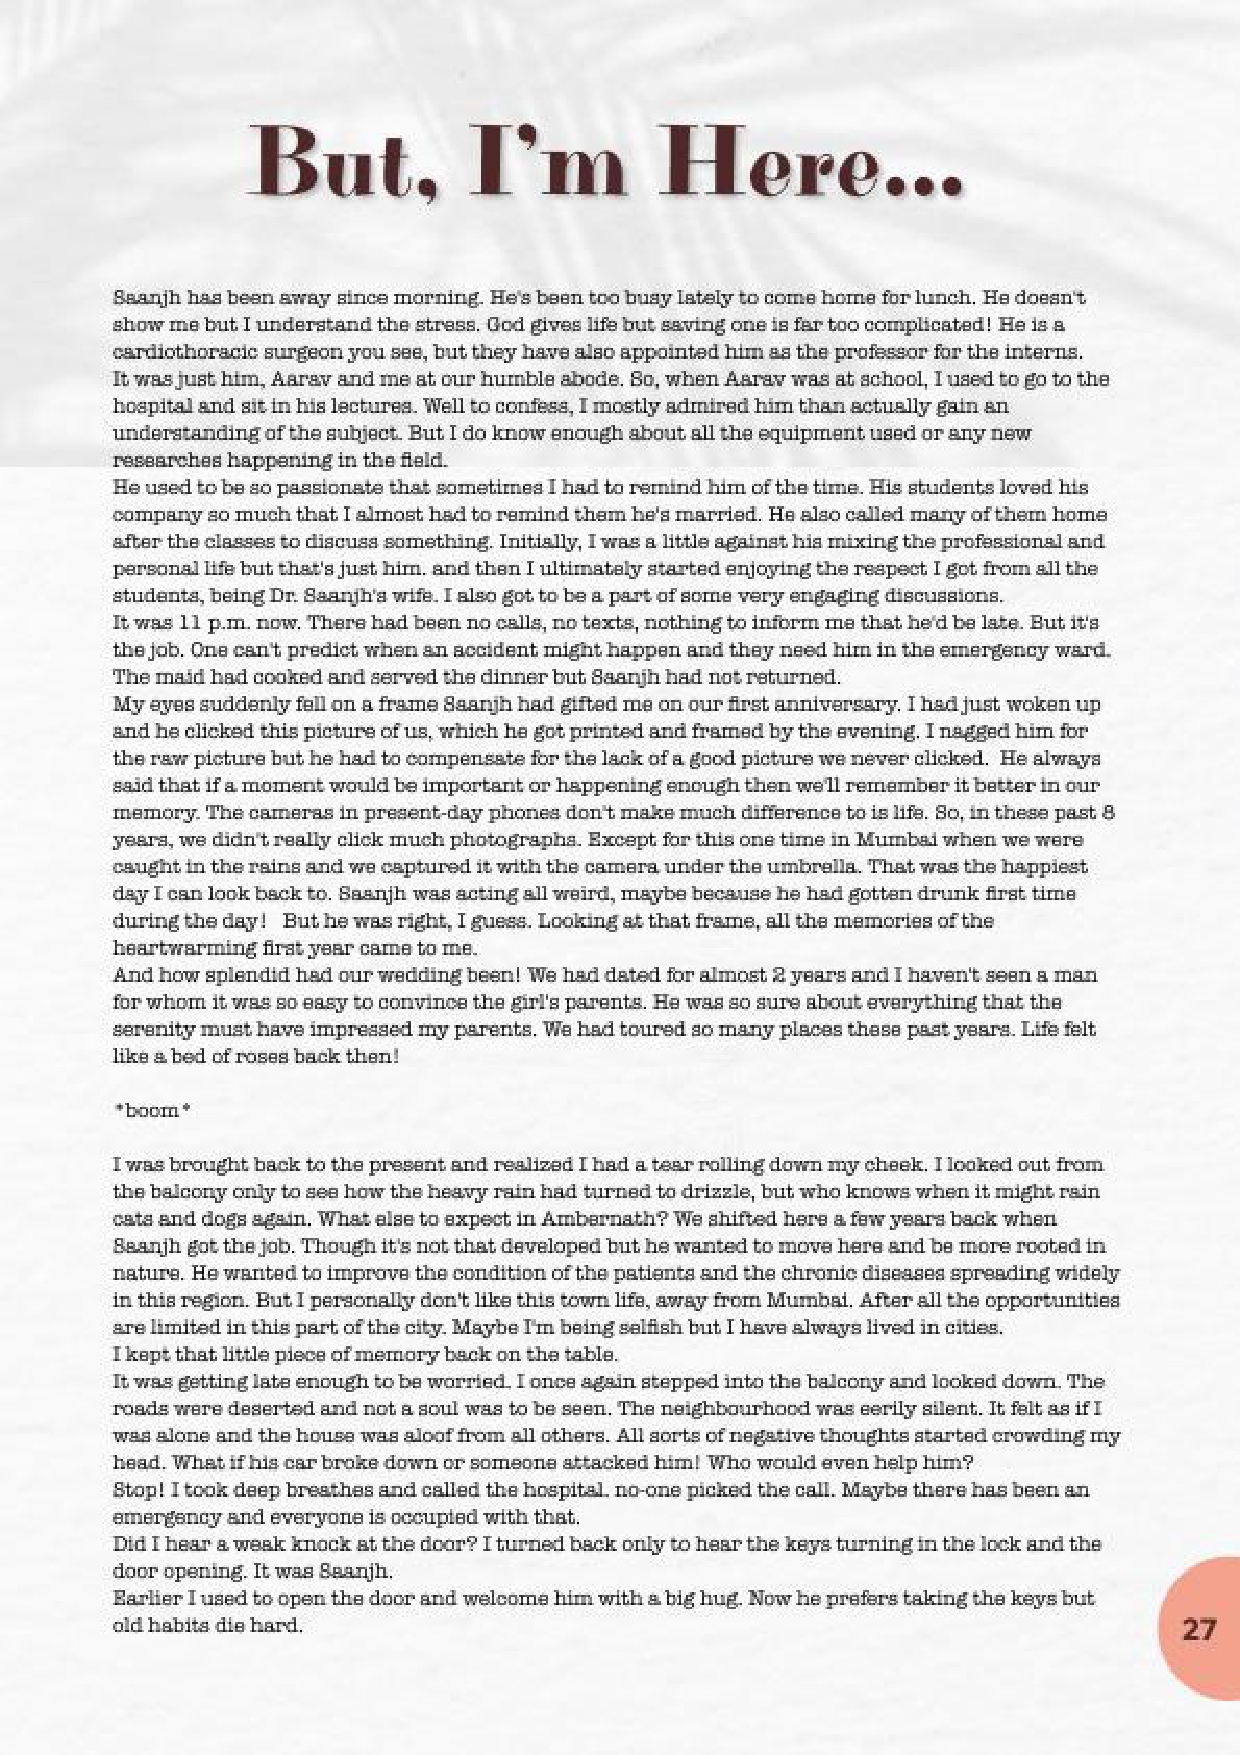 But, I'm Here...
Saanjh has been away since morning. He's been too busy lately to come home for lunch. He doesn't
show me but I understand the stress. God gives life but saving one is far too complicated! He is a
cardiothoracic surgeon you see, but they have also appointed him as the professor for the interns.
It was just him, Aarav and me at our humble abode. So, when Aarav was at school, I used to go to the
hospital and sit in his lectures. Well to confess, I mostly admired him than actually gain an
understanding of the subject. But I do know enough about all the equipment used or any new
researches happening in the field.
He used to be so passionate that sometimes I had to remind him of the time. His students loved his
company so much that I almost had to remind them he's married. He also called many of them home
after the classes to discuss something. Initially, I was a little against his mixing the professional and
personal life but that's just him. and then I ultimately started enjoying the respect I got from all the
students, being Dr. Saanjh's wife. I also got to be a part of some very engaging discussions.
It was 11 p.m. now. There had been no calls, no texts, nothing to inform me that he'd be late. But it's
the job. One can't predict when an accident might happen and they need him in the emergency ward.
The maid had cooked and served the dinner but Saanjh had not returned.
My eyes suddenly fell on a frame Saanjh had gifted me on our first anniversary. I had just woken up
and he clicked this picture of us, which he got printed and framed by the evening. I nagged him for
the raw picture but he had to compensate for the lack of a good picture we never clicked.  He always
said that if a moment would be important or happening enough then we'll remember it better in our
memory. The cameras in present-day phones don't make much difference to is life. So, in these past 8
years, we didn't really click much photographs. Except for this one time in Mumbai when we were
caught in the rains and we captured it with the camera under the umbrella. That was the happiest
day I can look back to. Saanjh was acting all weird, maybe because he had gotten drunk first time
during the day!   But he was right, I guess. Looking at that frame, all the memories of the
heartwarming first year came to me.
And how splendid had our wedding been! We had dated for almost 2 years and I haven't seen a man
for whom it was so easy to convince the girl's parents. He was so sure about everything that the
serenity must have impressed my parents. We had toured so many places these past years. Life felt
like a bed of roses back then!
*boom*
I was brought back to the present and realized I had a tear rolling down my cheek. I looked out from
the balcony only to see how the heavy rain had turned to drizzle, but who knows when it might rain
cats and dogs again. What else to expect in Ambernath? We shifted here a few years back when
Saanjh got the job. Though it's not that developed but he wanted to move here and be more rooted in
nature. He wanted to improve the condition of the patients and the chronic diseases spreading widely
in this region. But I personally don't like this town life, away from Mumbai. After all the opportunities
are limited in this part of the city. Maybe I'm being selfish but I have always lived in cities.
I kept that little piece of memory back on the table.
It was getting late enough to be worried. I once again stepped into the balcony and looked down. The
roads were deserted and not a soul was to be seen. The neighbourhood was eerily silent. It felt as if I
was alone and the house was aloof from all others. All sorts of negative thoughts started crowding my
head. What if his car broke down or someone attacked him! Who would even help him?
Stop! I took deep breathes and called the hospital. no-one picked the call. Maybe there has been an
emergency and everyone is occupied with that.
Did I hear a weak knock at the door? I turned back only to hear the keys turning in the lock and the
door opening. It was Saanjh.
Earlier I used to open the door and welcome him with a big hug. Now he prefers taking the keys but
old habits die hard.
27